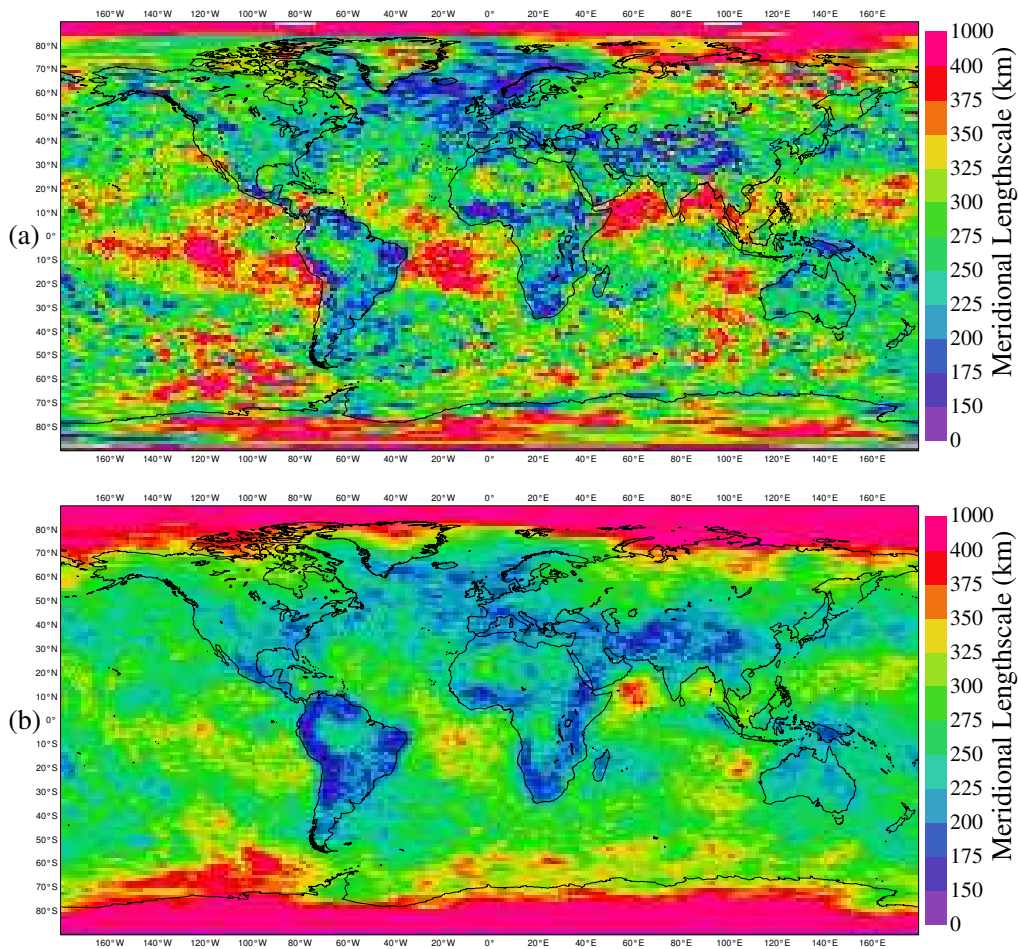 160°W 140°W 120°W 100°W 80°W 60°W 40°W 20°W 0° 20°E 40°E 60°E 80°E 100°E 120°E 140°E 160°E
80°N
70°N
60°N
50°N
40°N
30°N
20°N
10°N
0°
10°S
20°S
30°S
40°S
50°S
60°S
70°S
80°S
(a)
160°W 140°W 120°W 100°W 80°W 60°W 40°W 20°W 0° 20°E 40°E 60°E 80°E 100°E 120°E 140°E 160°E
1000
400
375
350
325
300
275
250
225
200
175
150
0
Meridional Lengthscale (km)
160°W 140°W 120°W 100°W 80°W 60°W 40°W 20°W 0° 20°E 40°E 60°E 80°E 100°E 120°E 140°E 160°E
80°N
70°N
60°N
50°N
40°N
30°N
20°N
10°N
0°
10°S
20°S
30°S
40°S
50°S
60°S
70°S
80°S
(b)
160°W 140°W 120°W 100°W 80°W 60°W 40°W 20°W 0° 20°E 40°E 60°E 80°E 100°E 120°E 140°E 160°E
1000
400
375
350
325
300
275
250
225
200
175
150
0
Meridional Lengthscale (km)